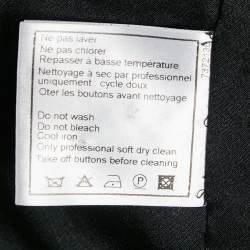 Ne pas laver
Ne pas chlorer
Repasser à basse température
Nettoyage à sec par professionnel
uniquement cycle doux
Oter les boutons avant nettoyage
Do not wash
Do not bleach
Cool iron
Only professional soft dry clean
Take off buttons before cleaning
P